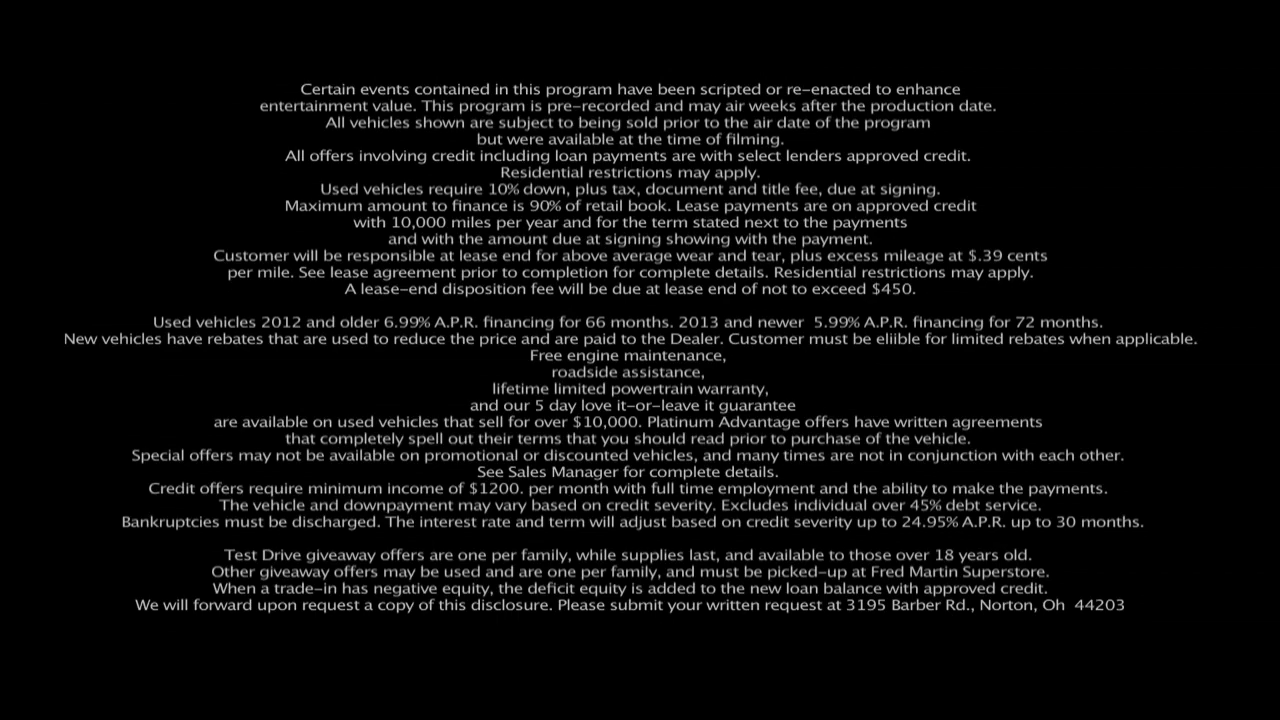 Certain events contained in this program have been scripted or re-enacted to enhance
entertainment value. This program is pre-recorded and may air weeks after the production date.
All vehicles shown are subject to being sold prior to the air date of the program
but were available at the time of filming.
All offers involving credit including loan payments are with select lenders approved credit.
Residential restrictions may apply.
Used vehicles require 10% down, plus tax, document and title fee, due at signing.
Maximum amount to finance is 90% of retail book. Lease payments are on approved credit
with 10,000 miles per year and for the term stated next to the payments
and with the amount due at signing showing with the payment.
Customer will be responsible at lease end for above average wear and tear, plus excess mileage at $.39 cents
per mile. See lease agreement prior to completion for complete details. Residential restrictions may apply.
A lease-end disposition fee will be due at lease end of not to exceed $450.
Used vehicles 2012 and older 6.99% A.P.R. financing for 66 months. 2013 and newer 5.99% A.P.R. financing for 72 months.
New vehicles have rebates that are used to reduce the price and are paid to the Dealer. Customer must be eliible for limited rebates when applicable.
Free engine maintenance,
roadside assistance,
lifetime limited powertrain warranty,
and our 5 day love it-or-leave it guarantee
are available on used vehicles that sell for over $10,000. Platinum Advantage offers have written agreements
that completely spell out their terms that you should read prior to purchase of the vehicle.
Special offers may not be available on promotional or discounted vehicles, and many times are not in conjunction with each other.
See Sales Manager for complete details.
Credit offers require minimum income of $1200. per month with full time employment and the ability to make the payments.
The vehicle and downpayment may vary based on credit severity. Excludes individual over 45% debt service.
Bankruptcies must be discharged. The interest rate and term will adjust based on credit severity up to 24.95% A.P.R. up to 30 months.
Test Drive giveaway offers are one per family, while supplies last, and available to those over 18 years old.
Other giveaway offers may be used and are one per family, and must be picked-up at Fred Martin Superstore.
When a trade-in has negative equity, the deficit equity is added to the new loan balance with approved credit.
We will forward upon request a copy of this disclosure. Please submit your written request at 3195 Barber Rd., Norton, Oh 44203